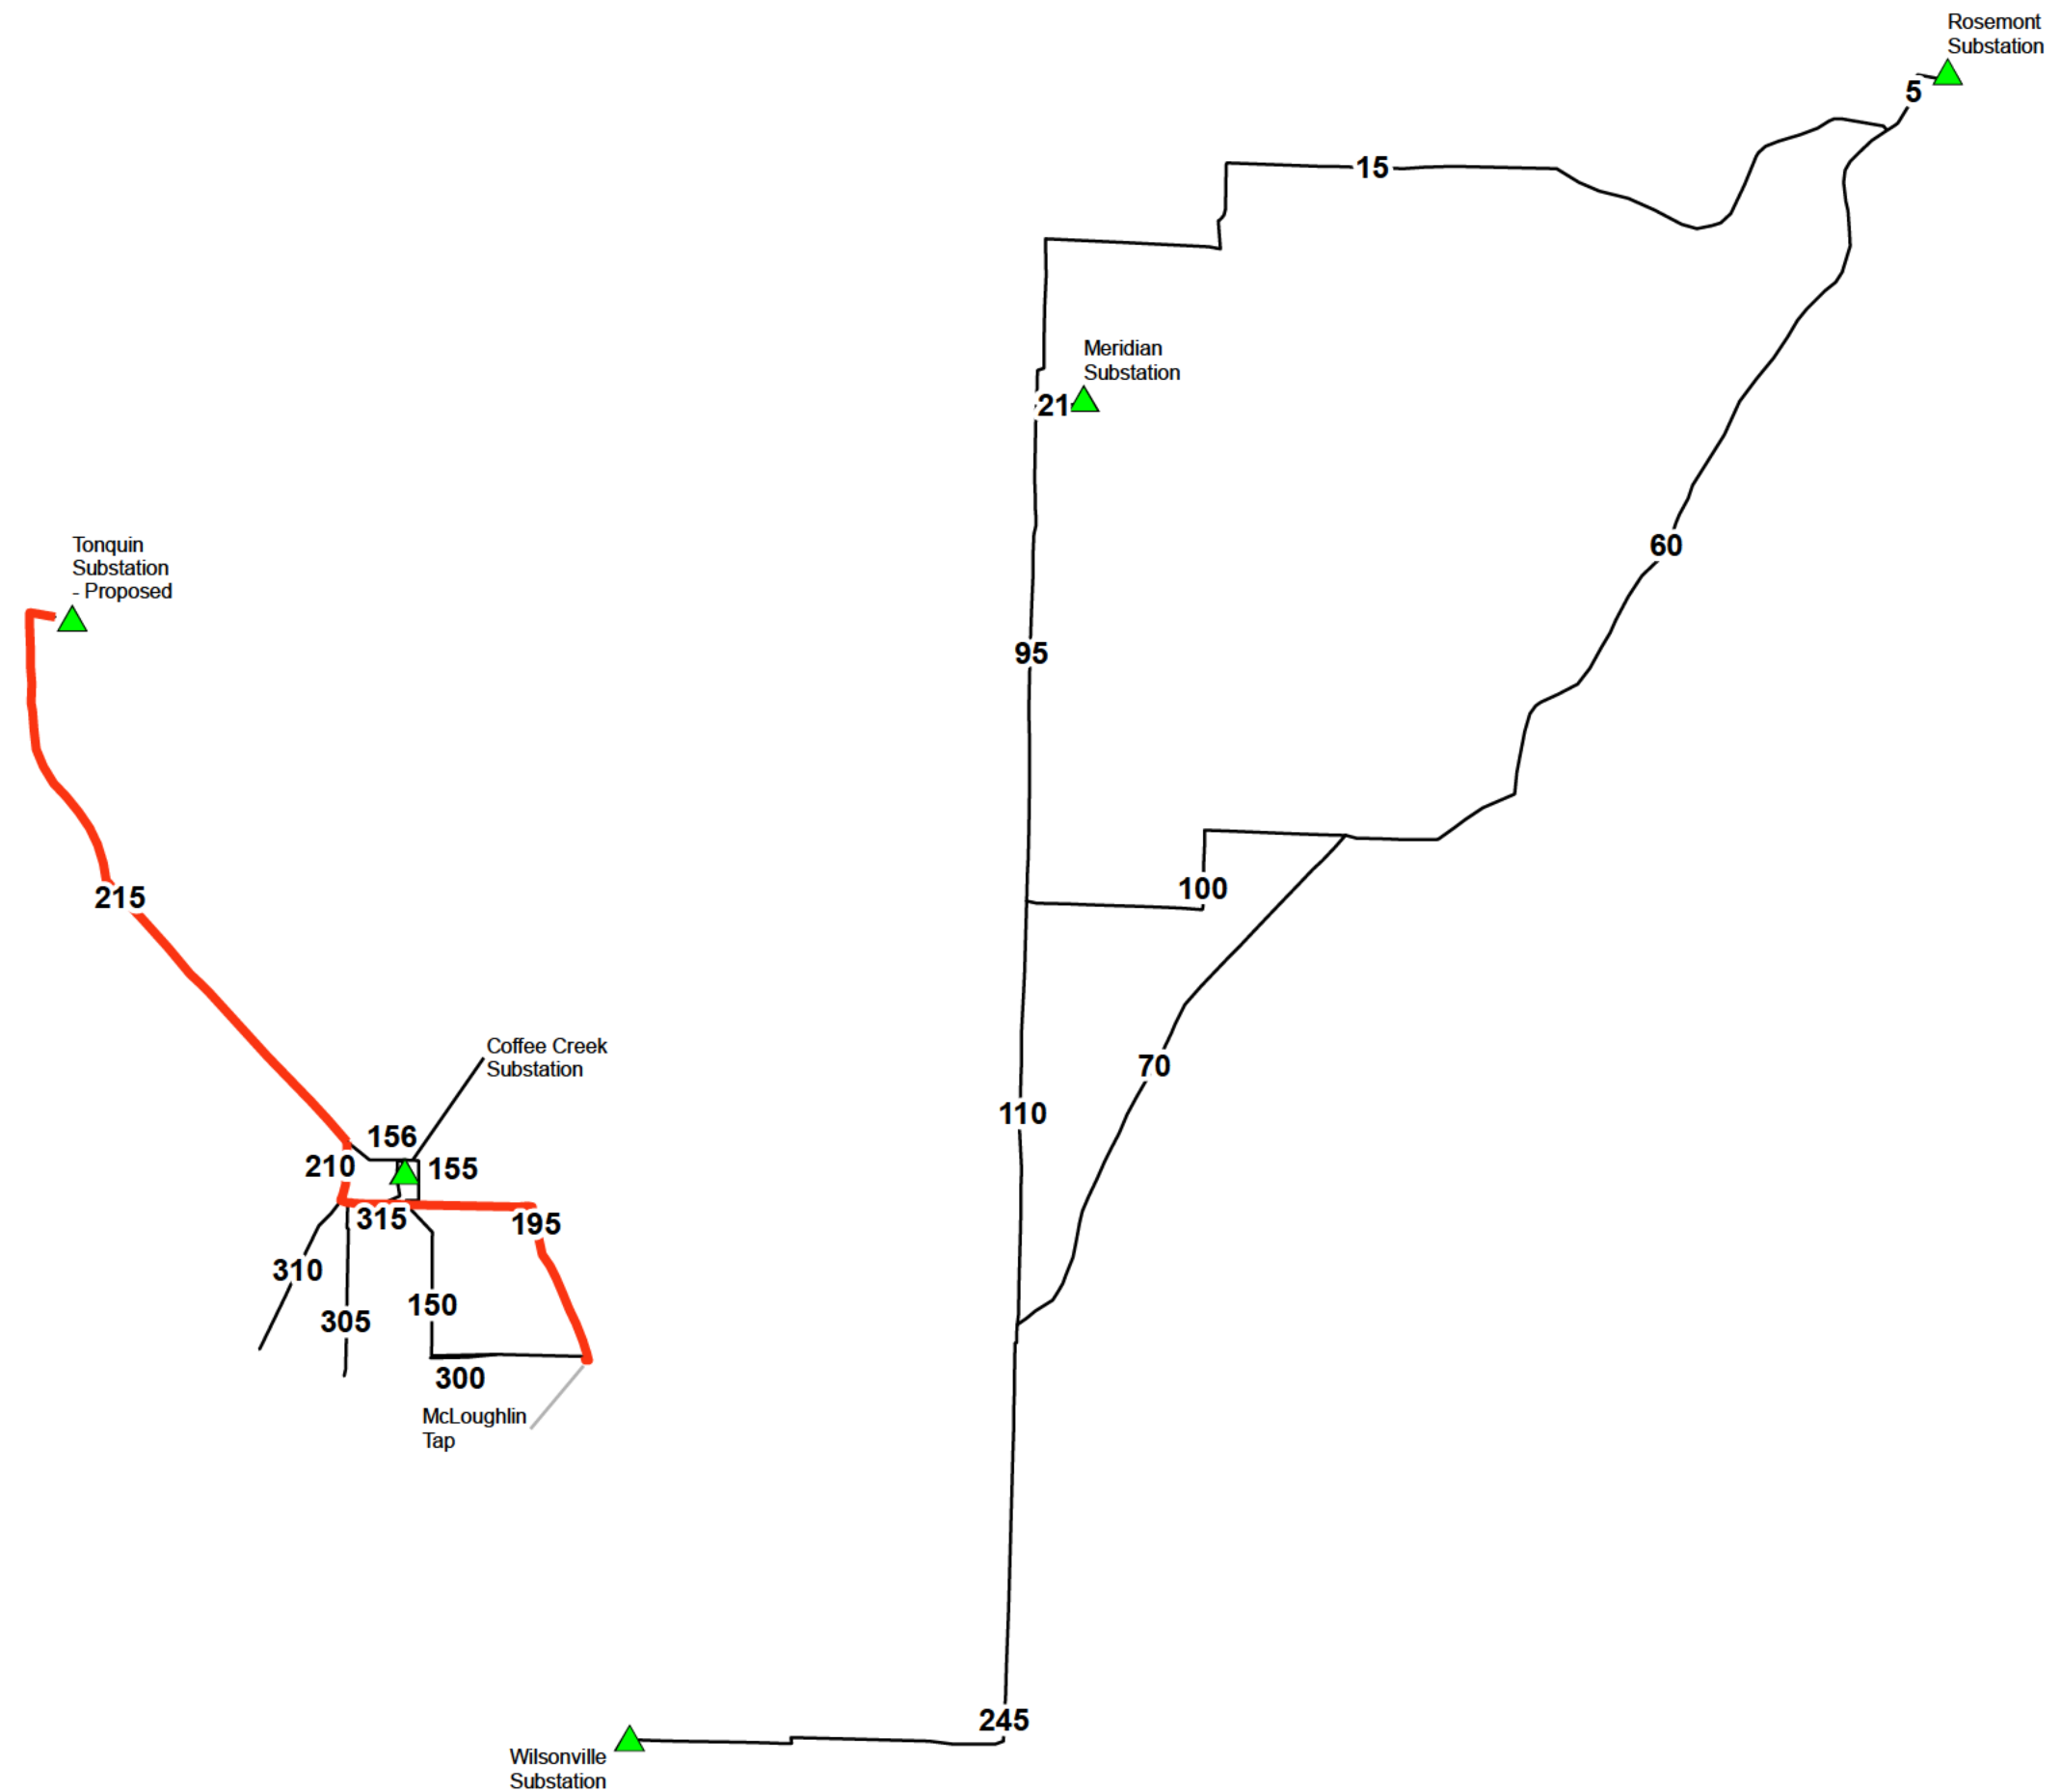 Rosemont
Substation
5
15
Meridian
Substation
21
Tonquin
Substation
- Proposed
60
95
100
215
Coffee Creek
Substation
70
110
156
210
155
315
195
310
150
305
300
McLoughlin
Tap
245
Wilsonville
Substation